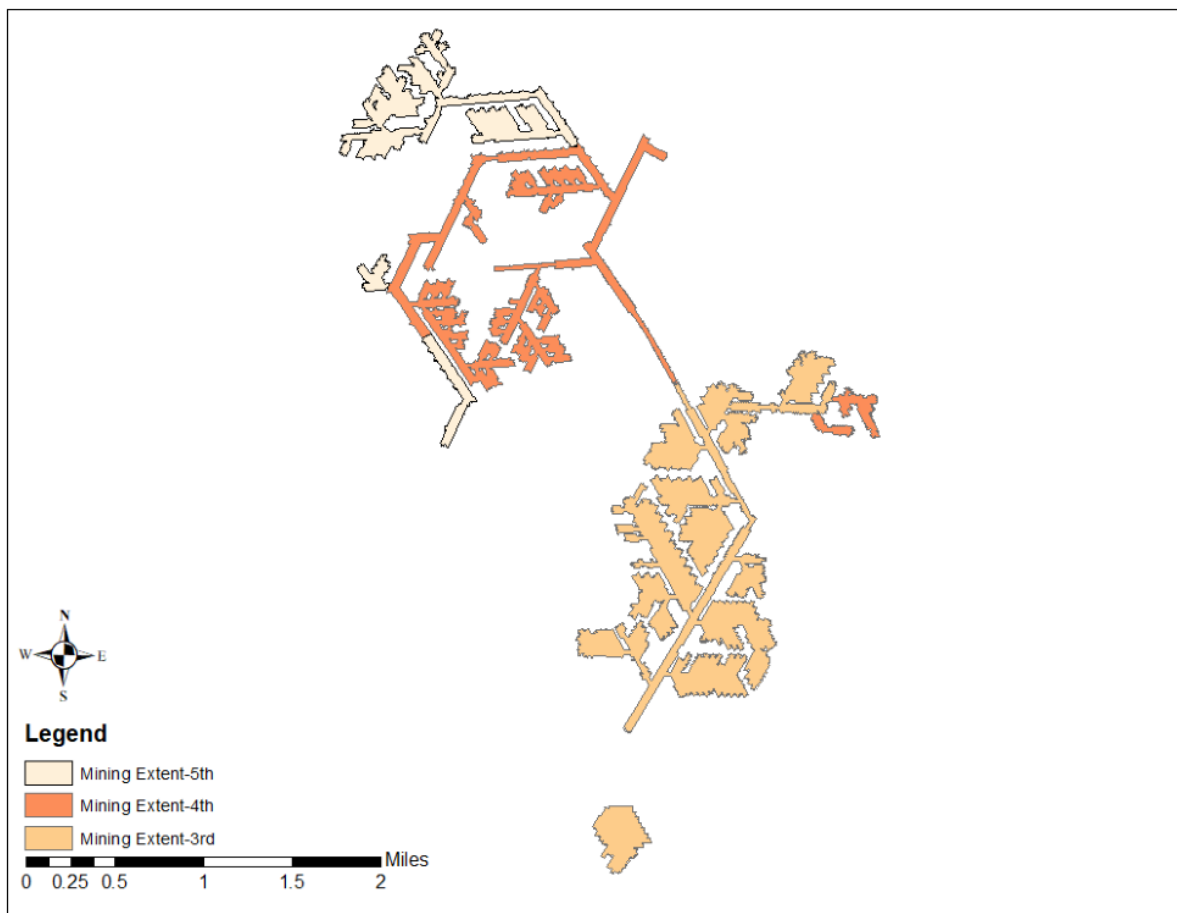 N
W E
S
Legend
Mining Extent-5th
Mining Extent-4th
Mining Extent-3rd
Miles
0 0.25 0.5 1 1.5 2